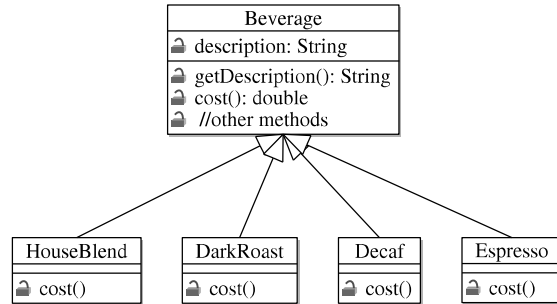 Beverage
description: String
getDescription(): String
cost(): double
//other methods
HouseBlend
cost()
DarkRoast
cost()
Decaf
cost()
Espresso
cost()